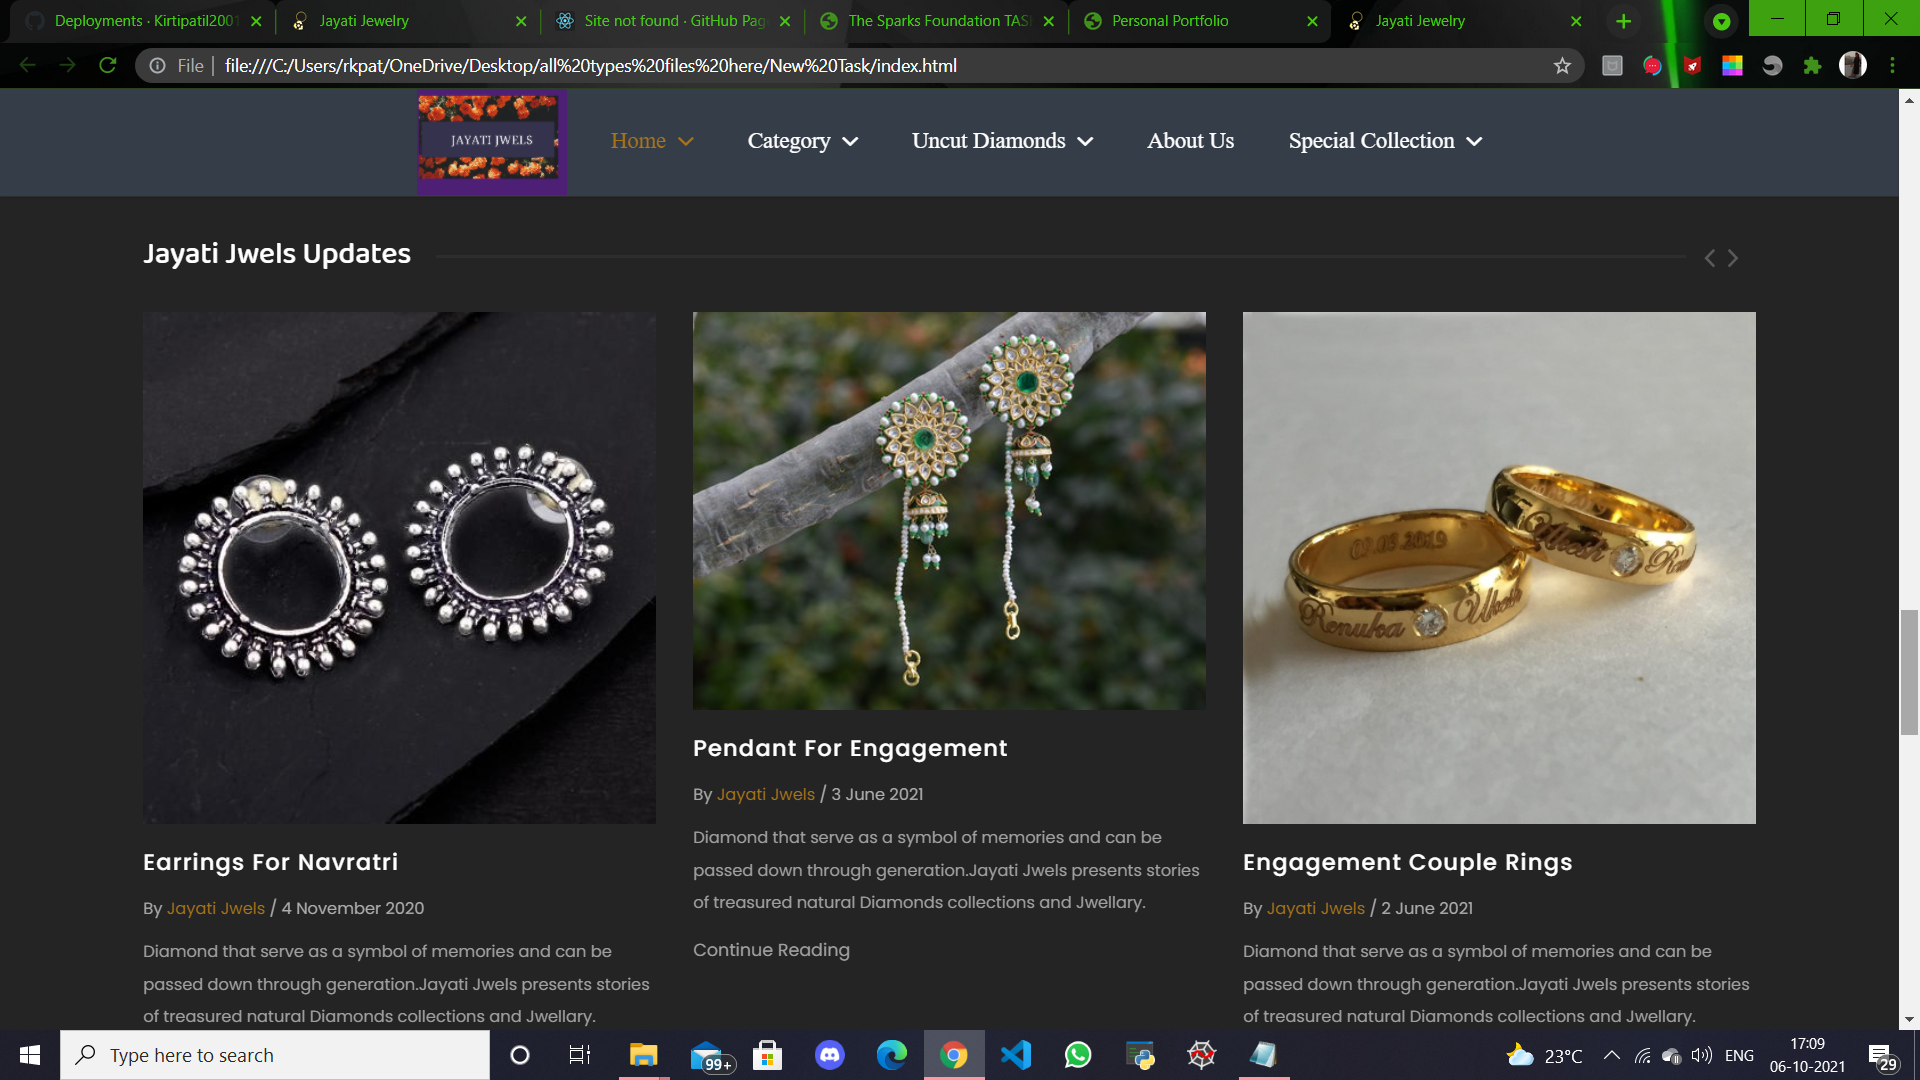 Deployments · Kirtipatil2001
Jayati Jewelry
Site not found · GitHub Pag
The Sparks Foundation TAS
Personal Portfolio
Jayati Jewelry
File | file:///C:/Users/rkpat/OneDrive/Desktop/all%20types%20files%20here/New%20Task/index.html
JAYATI JWELS
Home
Category
Uncut Diamonds
About Us
Special Collection
Jayati Jwels Updates
07.05.2019
Renuka Ukesh
Ukesh
Earrings For Navratri
By Jayati Jwels / 4 November 2020
Diamond that serve as a symbol of memories and can be
passed down through generation.Jayati Jwels presents stories
of treasured natural Diamonds collections and Jwellary.
Pendant For Engagement
By Jayati Jwels / 3 June 2021
Diamond that serve as a symbol of memories and can be
passed down through generation.Jayati Jwels presents stories
of treasured natural Diamonds collections and Jwellary.
Continue Reading
Engagement Couple Rings
By Jayati Jwels / 2 June 2021
Diamond that serve as a symbol of memories and can be
passed down through generation.Jayati Jwels presents stories
of treasured natural Diamonds collections and Jwellary.
Type here to search
99+
23°C
ENG
17:09
06-10-2021
29